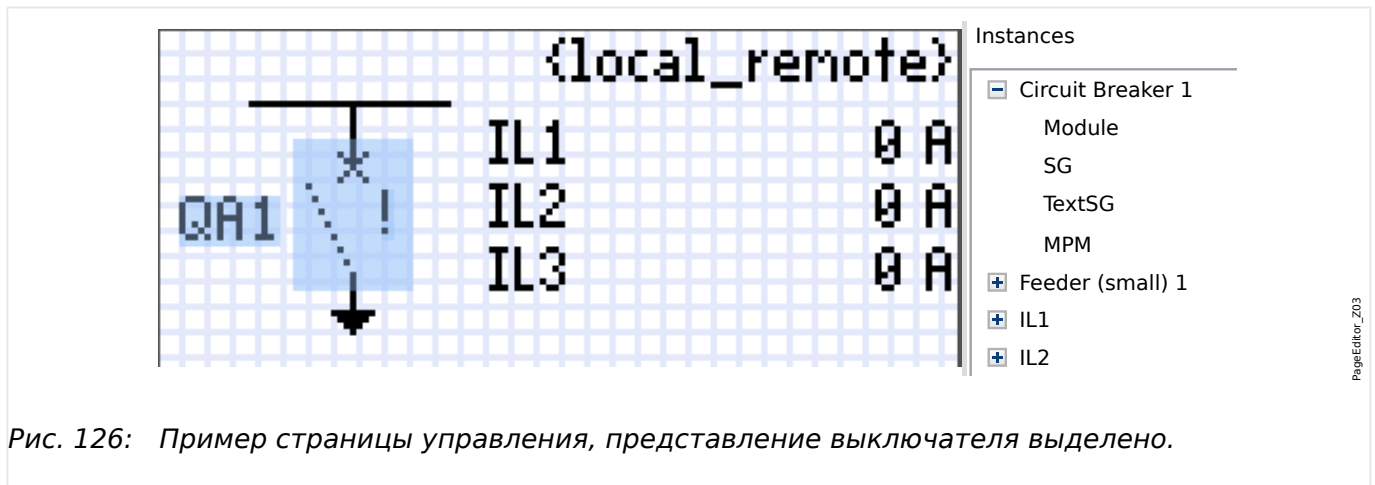 {local_remote}
IL1 0 A
QA1 ! IL2 0 A
IL3 0 A
Instances
Circuit Breaker 1
Module
SG
TextSG
MPM
Feeder (small) 1
IL1
IL2
PageEditor_Z03
Рис. 126: Пример страницы управления, представление выключателя выделено.